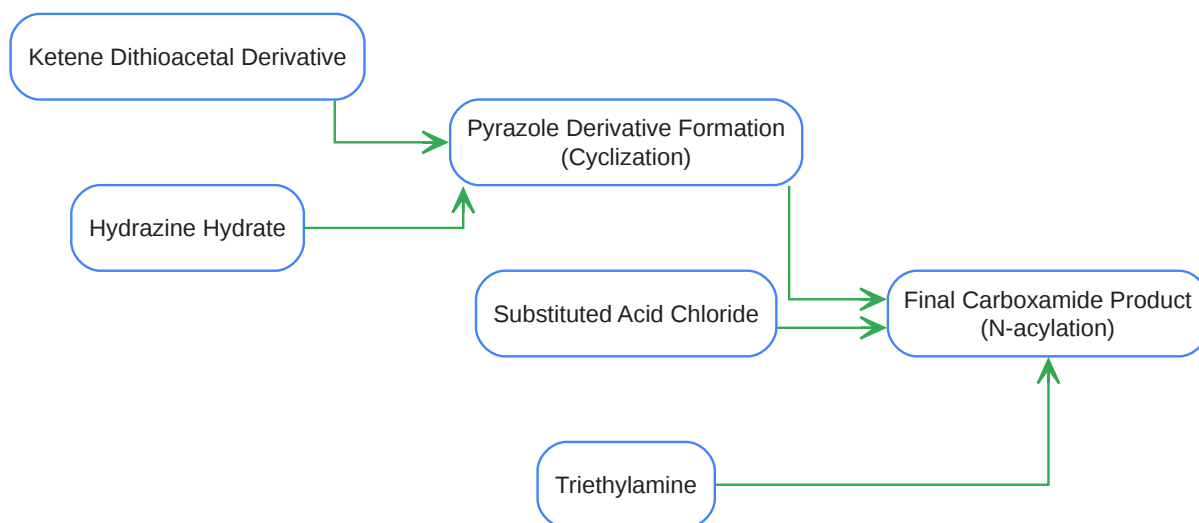 Ketene Dithioacetal Derivative
Pyrazole Derivative Formation
(Cyclization)
Hydrazine Hydrate
Substituted Acid Chloride
Final Carboxamide Product
(N-acylation)
Triethylamine